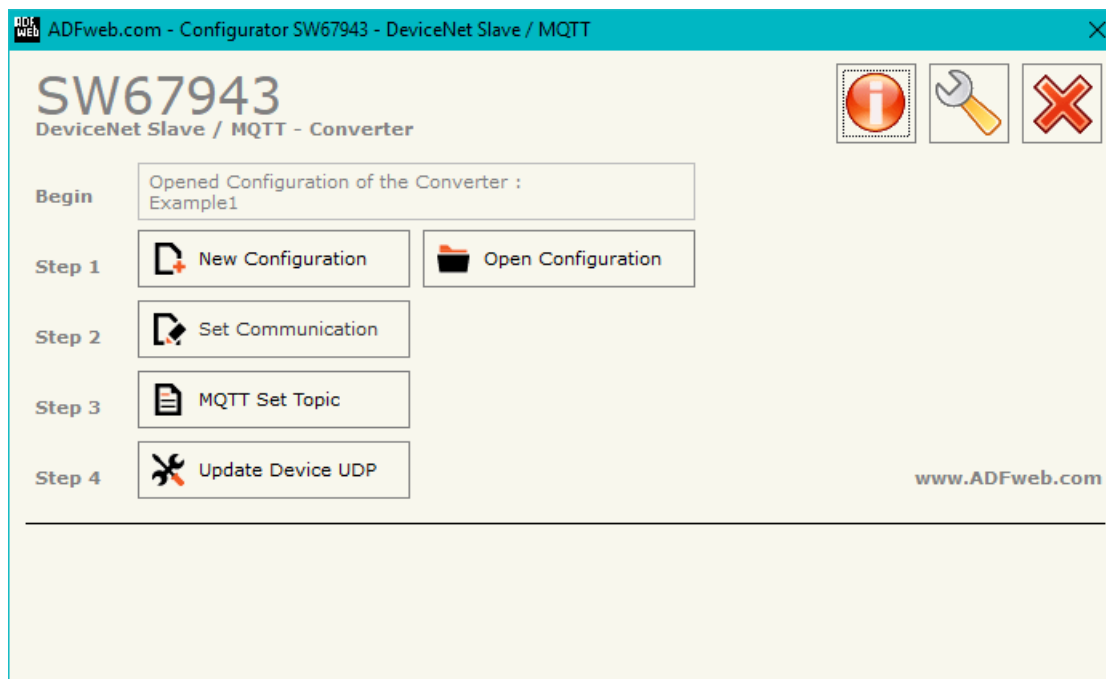 ADF web ADFweb.com - Configurator SW67943 - DeviceNet Slave / MQTT
SW67943
DeviceNet Slave / MQTT - Converter
Begin
Opened Configuration of the Converter :
Example1
Step 1
New Configuration
Open Configuration
Step 2
Set Communication
Step 3
MQTT Set Topic
Step 4
Update Device UDP
www.ADFweb.com